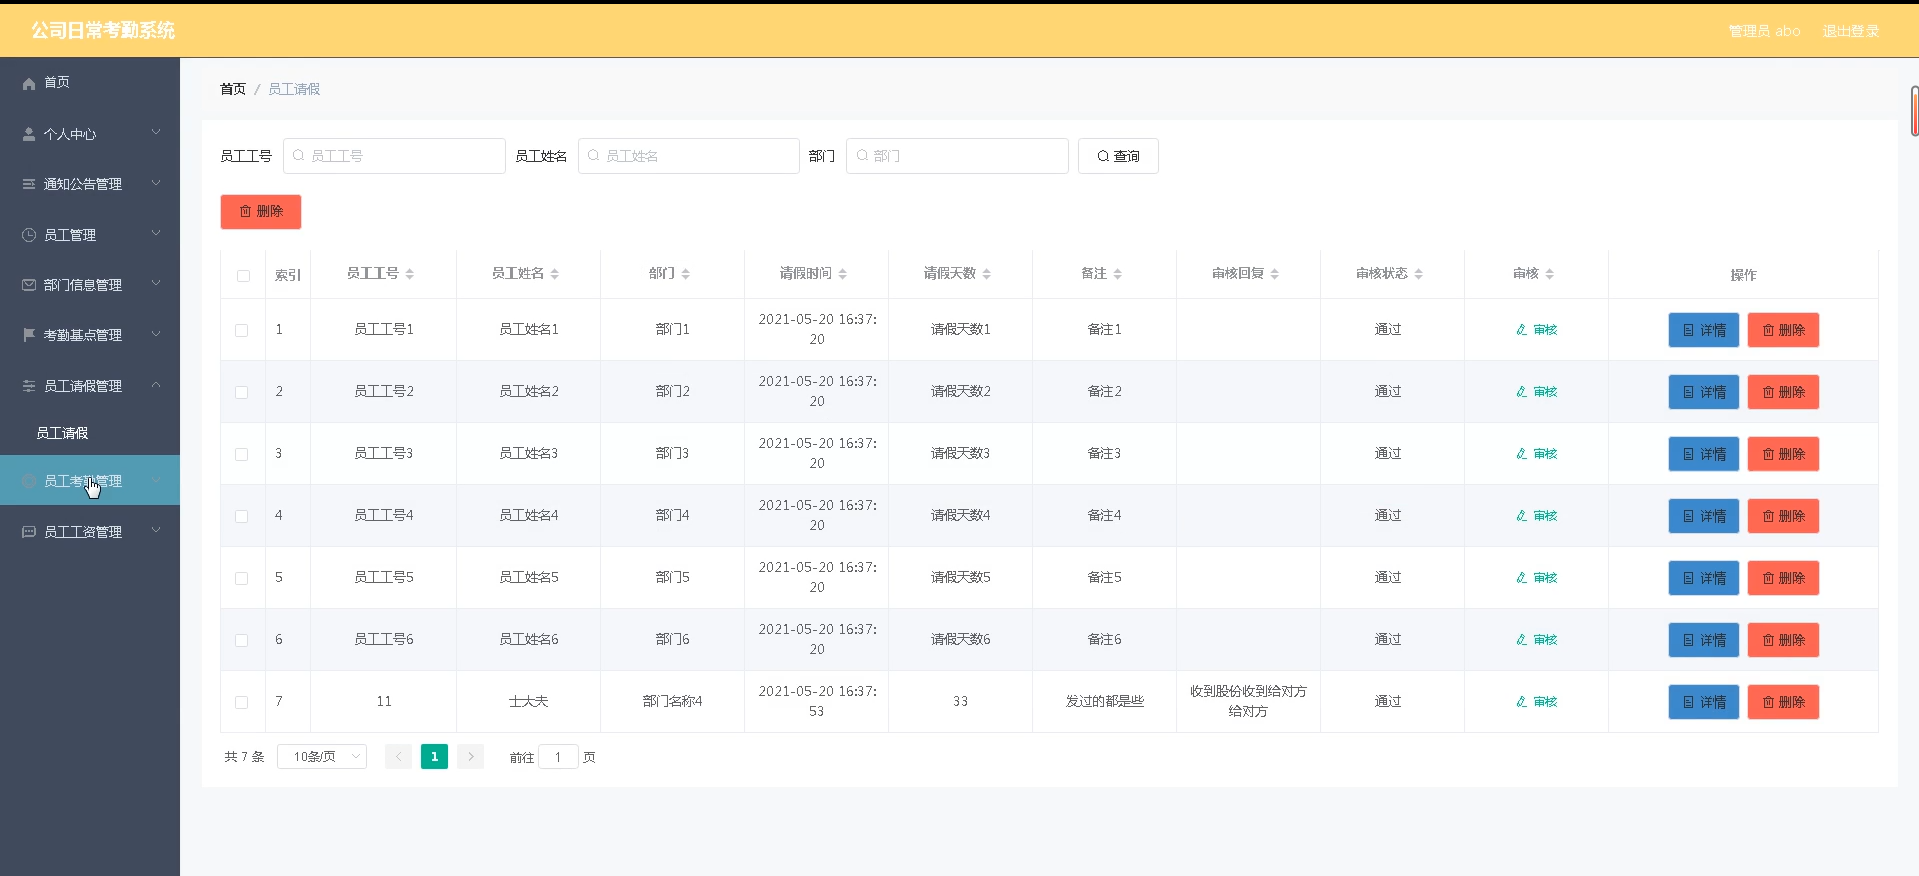 公司日常考勤系统
管理员 abo 退出登录
首页
个人中心
通知公告管理
员工管理
部门信息管理
考勤基点管理
员工请假管理
员工请假
员工考勤管理
员工工资管理
首页 / 员工请假
员工工号 员工工号 员工姓名 员工姓名 部门 部门 查询
删除
索引 员工工号 员工姓名 部门 请假时间 请假天数 备注 审核回复 审核状态 审核 操作
1 员工工号1 员工姓名1 部门1 2021-05-20 16:37:20 请假天数1 备注1 通过 审核 详情 删除
2 员工工号2 员工姓名2 部门2 2021-05-20 16:37:20 请假天数2 备注2 通过 审核 详情 删除
3 员工工号3 员工姓名3 部门3 2021-05-20 16:37:20 请假天数3 备注3 通过 审核 详情 删除
4 员工工号4 员工姓名4 部门4 2021-05-20 16:37:20 请假天数4 备注4 通过 审核 详情 删除
5 员工工号5 员工姓名5 部门5 2021-05-20 16:37:20 请假天数5 备注5 通过 审核 详情 删除
6 员工工号6 员工姓名6 部门6 2021-05-20 16:37:20 请假天数6 备注6 通过 审核 详情 删除
7 11 士大夫 部门名称4 2021-05-20 16:37:53 33 发过的都是些 收到股份收到给对方给对方 通过 审核 详情 删除
共 7 条 10条/页 1 前往 1 页